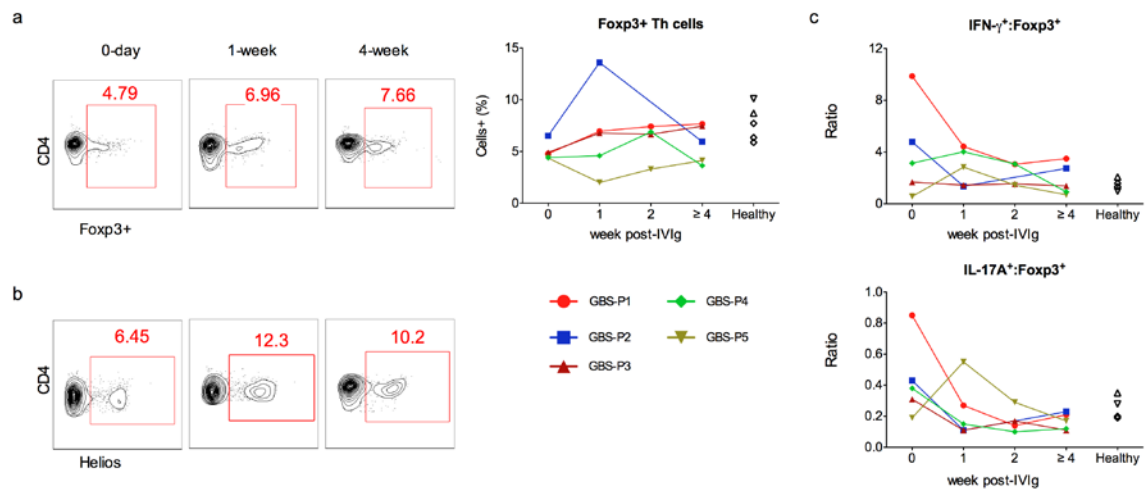 a
0-day
1-week
4-week
4.79
6.96
7.66
CD4
Foxp3+
Foxp3+ Th cells
15
10
5
0
Cells+ (%)
0 1 2 ≥ 4 Healthy
week post-IVIg
b
6.45
12.3
10.2
CD4
Helios
GBS-P1
GBS-P2
GBS-P3
GBS-P4
GBS-P5
c
IFN-γ⁺:Foxp3⁺
12
8
4
0
Ratio
0 1 2 ≥ 4 Healthy
week post-IVIg
IL-17A⁺:Foxp3⁺
1.0
0.8
0.6
0.4
0.2
0.0
Ratio
0 1 2 ≥ 4 Healthy
week post-IVIg